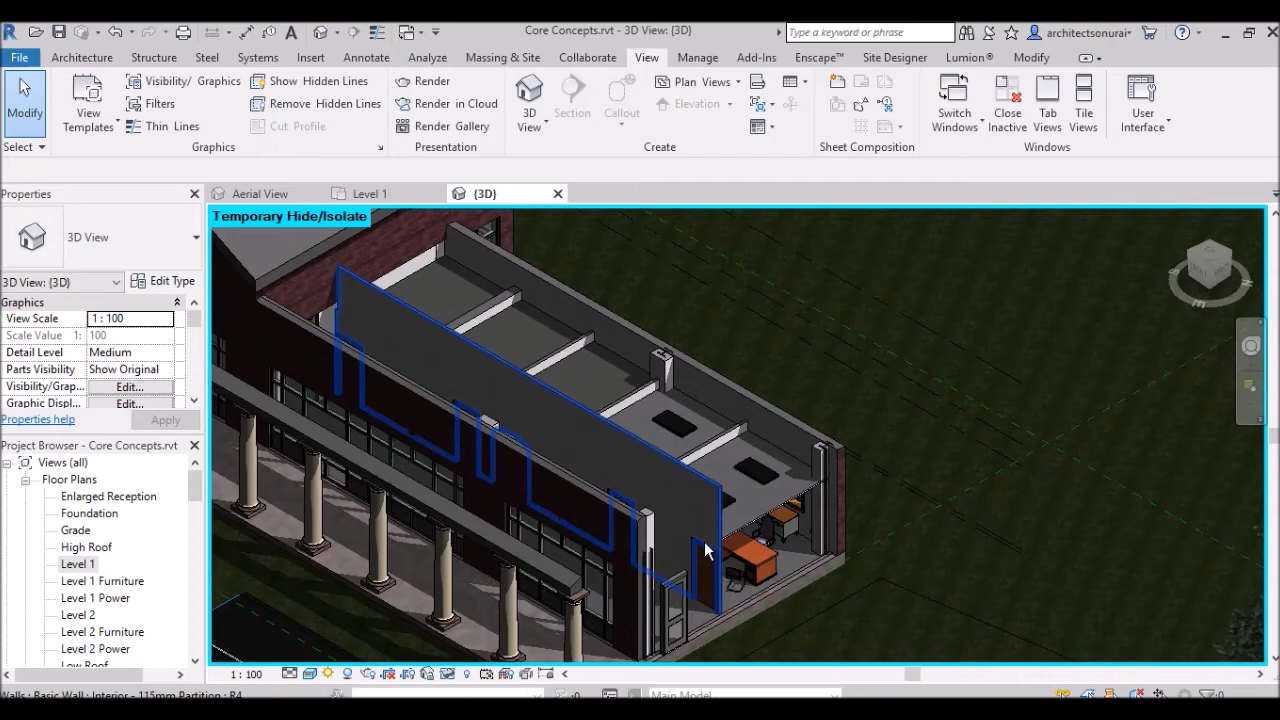 Core Concepts.rvt - 3D View: {3D}
Type a keyword or phrase
architectsonurai
File Architecture Structure Steel Systems Insert Annotate Analyze Massing & Site Collaborate View Manage Add-Ins Enscape™ Site Designer Lumion® Modify
Modify
Select
View Templates
Visibility/ Graphics
Filters
Thin Lines
Show Hidden Lines
Remove Hidden Lines
Cut Profile
Graphics
Render
Render in Cloud
Render Gallery
Presentation
3D View
Section
Callout
Plan Views
Elevation
Create
Sheet Composition
Switch Windows
Close Inactive
Tab Views
Tile Views
User Interface
Windows
Properties
Aerial View
Level 1
{3D}
Temporary Hide/Isolate
3D View
3D View: {3D}
Edit Type
Graphics
View Scale 1 : 100
Scale Value 1: 100
Detail Level Medium
Parts Visibility Show Original
Visibility/Grap... Edit...
Graphic Displ... Edit...
Properties help
Apply
Project Browser - Core Concepts.rvt
Views (all)
Floor Plans
Enlarged Reception
Foundation
Grade
High Roof
Level 1
Level 1 Furniture
Level 1 Power
Level 2
Level 2 Furniture
Level 2 Power
Low Roof
1 : 100
Walls : Basic Wall : Interior - 115mm Partition : R4
:0
Main Model
:0